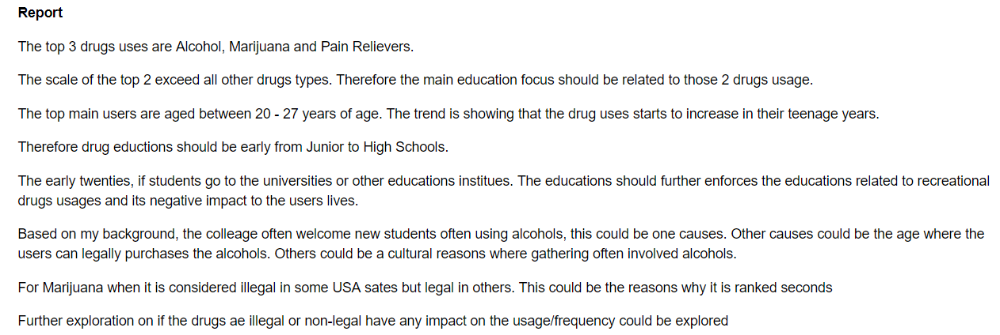 Report
The top 3 drugs uses are Alcohol, Marijuana and Pain Relievers.
The scale of the top 2 exceed all other drugs types. Therefore the main education focus should be related to those 2 drugs usage.
The top main users are aged between 20 - 27 years of age. The trend is showing that the drug uses starts to increase in their teenage years.
Therefore drug eductions should be early from Junior to High Schools.
The early twenties, if students go to the universities or other educations institues. The educations should further enforces the educations related to recreational
drugs usages and its negative impact to the users lives.
Based on my background, the colleage often welcome new students often using alcohols, this could be one causes. Other causes could be the age where the
users can legally purchases the alcohols. Others could be a cultural reasons where gathering often involved alcohols.
For Marijuana when it is considered illegal in some USA sates but legal in others. This could be the reasons why it is ranked seconds
Further exploration on if the drugs ae illegal or non-legal have any impact on the usage/frequency could be explored